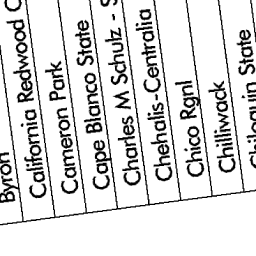 Byron
California Redwood C
Cameron Park
Cape Blanco State
Charles M Schulz - S
Chehalis-Centralia
Chico Rgnl
Chilliwack
Chiloquin State